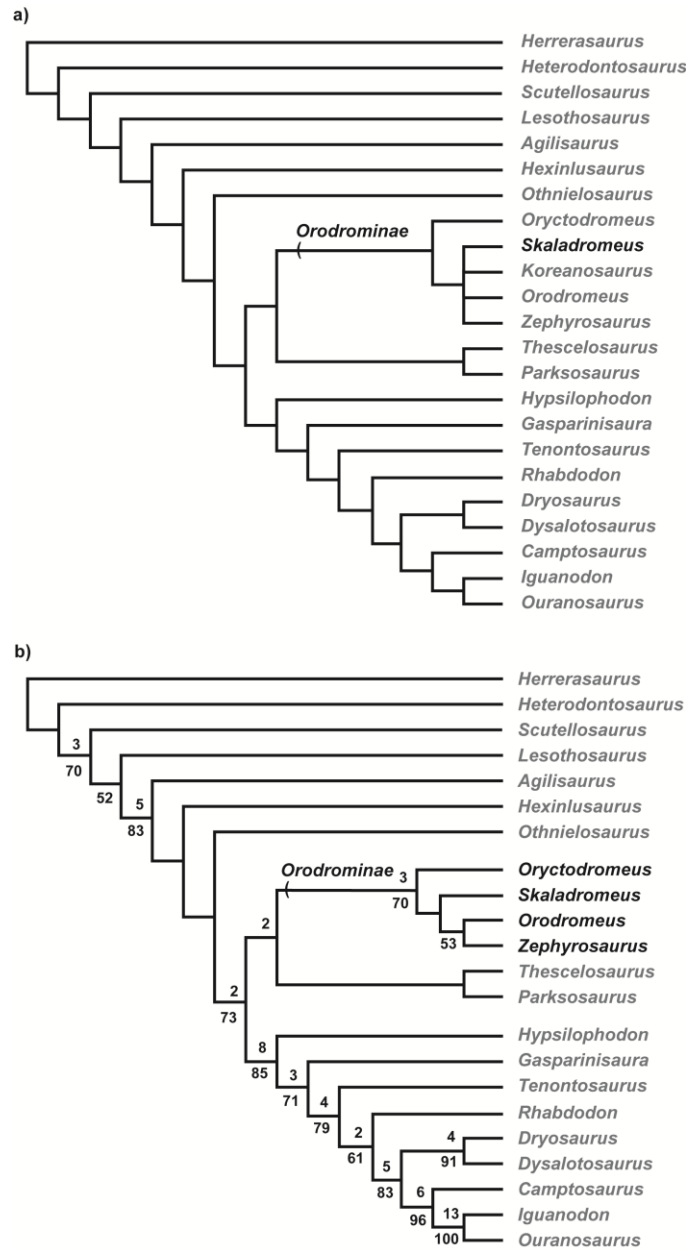 a)
Herrerasaurus
Heterodontosaurus
Scutellosaurus
Lesothosaurus
Agilisaurus
Hexinlusaurus
Othnielosaurus
Orodrominae
Oryctodromeus
Skaladromeus
Koreanosaurus
Orodromeus
Zephyrosaurus
Thescelosaurus
Parksosaurus
Hypsilophodon
Gasparinisaura
Tenontosaurus
Rhabdodon
Dryosaurus
Dysalotosaurus
Camptosaurus
Iguanodon
Ouranosaurus
b)
Herrerasaurus
Heterodontosaurus
Scutellosaurus
3
70
Lesothosaurus
52
Agilisaurus
5
83
Hexinlusaurus
Othnielosaurus
Orodrominae
3
Oryctodromeus
70
Skaladromeus
Orodromeus
2
53
Zephyrosaurus
Thescelosaurus
2
Parksosaurus
73
Hypsilophodon
8
85
Gasparinisaura
3
71
Tenontosaurus
4
79
Rhabdodon
2
61
4
Dryosaurus
91
Dysalotosaurus
5
83
Camptosaurus
6
96
13
Iguanodon
100
Ouranosaurus